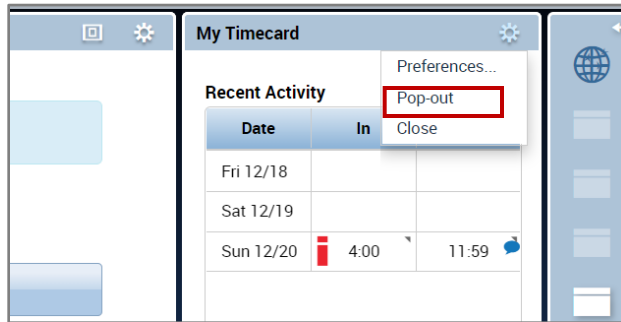 My Timecard
Preferences...
Recent Activity
Pop-out
Date In
Close
Fri 12/18
Sat 12/19
Sun 12/20 4:00 11:59